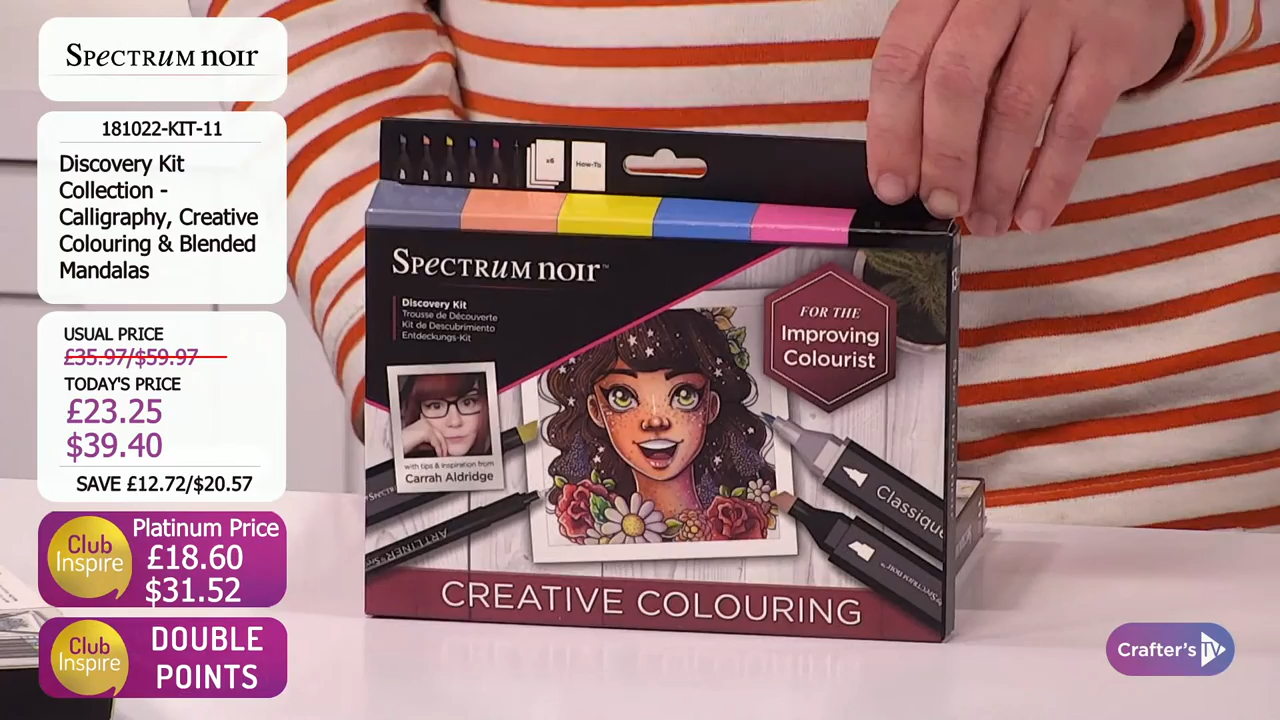 SPECTRUM NOIR
181022-KIT-11
Discovery Kit
Collection -
Calligraphy, Creative
Colouring & Blended
Mandalas
USUAL PRICE
£35.97/$59.97
TODAY'S PRICE
£23.25
$39.40
SAVE £12.72/$20.57
Club
Inspire
Platinum Price
£18.60
$31.52
Club
Inspire
DOUBLE
POINTS
x6
How-To
SPECTRUM NOIR™
Discovery Kit
Trousse de Découverte
Kit de Descubrimiento
Entdeckungs-Kit
FOR THE
Improving
Colourist
with tips & inspiration from
Carrah Aldridge
Classique
ARTLINER
SPECTRUM NOIR
CREATIVE COLOURING
Crafter's TV